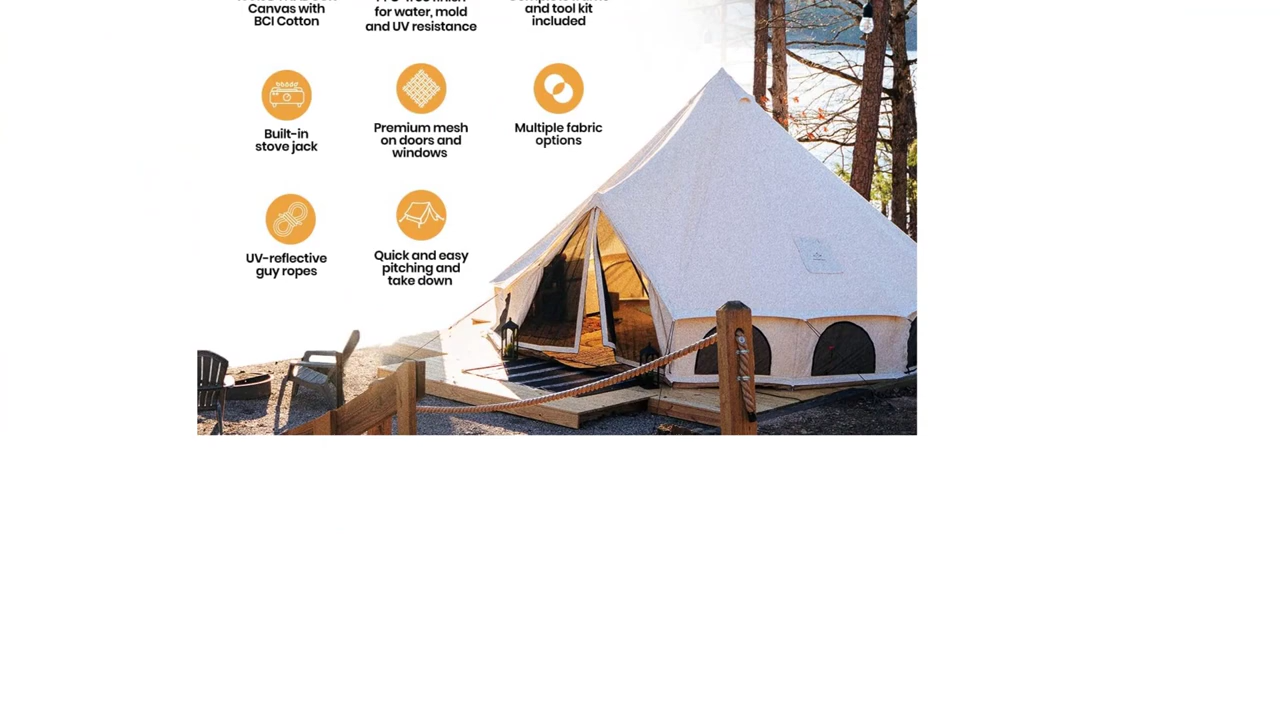 Canvas with
BCI Cotton
for water, mold
and UV resistance
and tool kit
included
Built-in
stove jack
Premium mesh
on doors and
windows
Multiple fabric
options
UV-reflective
guy ropes
Quick and easy
pitching and
take down